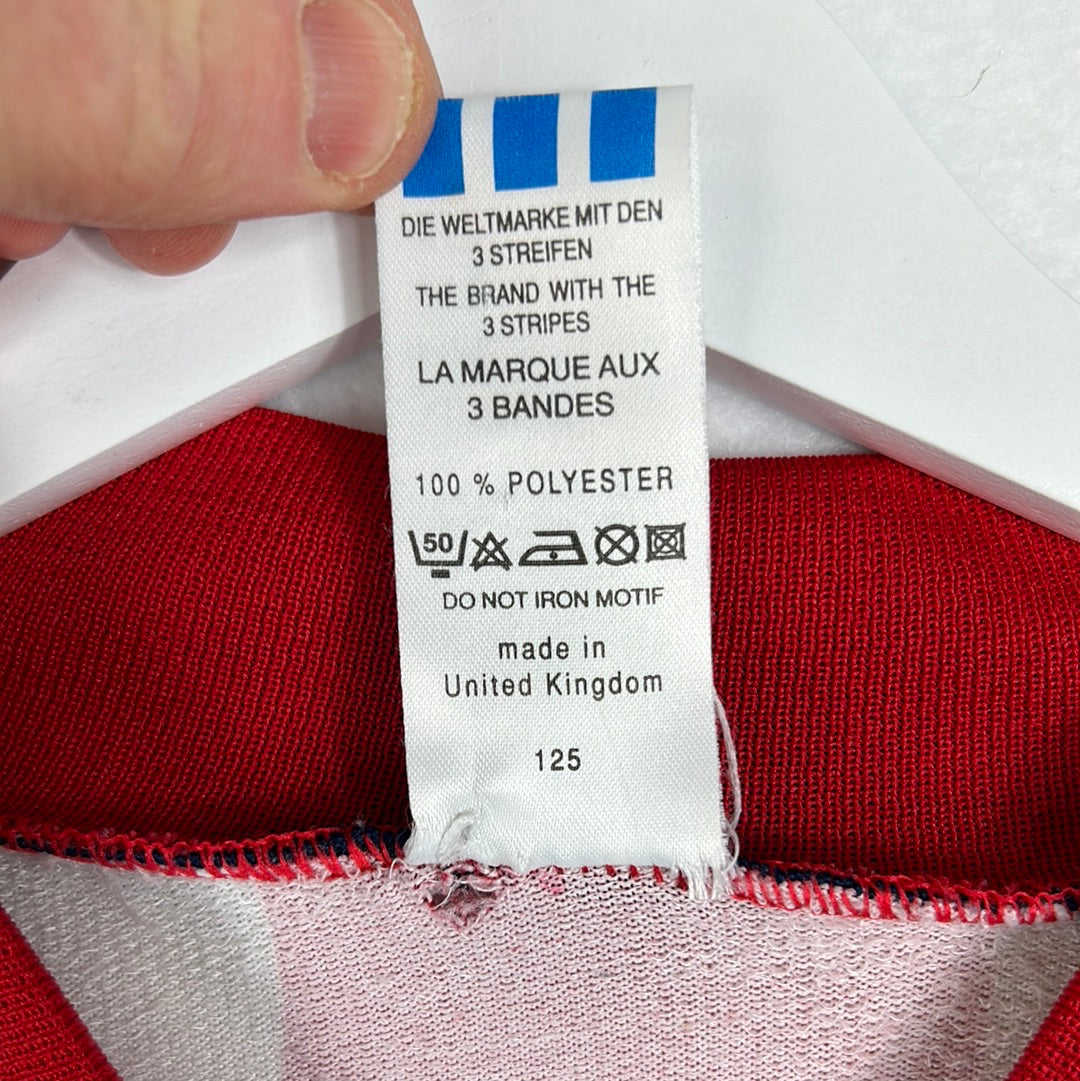 DIE WELTMARKE MIT DEN
3 STREIFEN
THE BRAND WITH THE
3 STRIPES
LA MARQUE AUX
3 BANDES
100 % POLYESTER
50
DO NOT IRON MOTIF
made in
United Kingdom
125